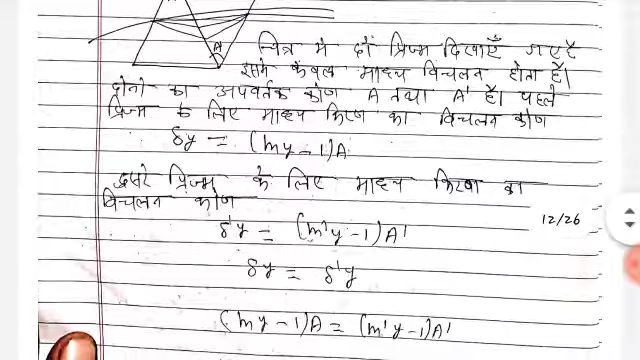 A'
चित्र मे दो प्रिज्म दिखाएँ गए है
इसमे केवल माध्य विचलन होता है।
दोनो का अपवर्तक कोण A तथा A' है। पहले
प्रिज्म के लिए माध्य किरण का विचलन कोण
δy = (my-1)A
दुसरे प्रिज्म के लिए माध्य किरण का
विचलन कोण
δ'y = (m'y-1)A'
12/26
δy = δ'y
(my-1)A = (m'y-1)A'